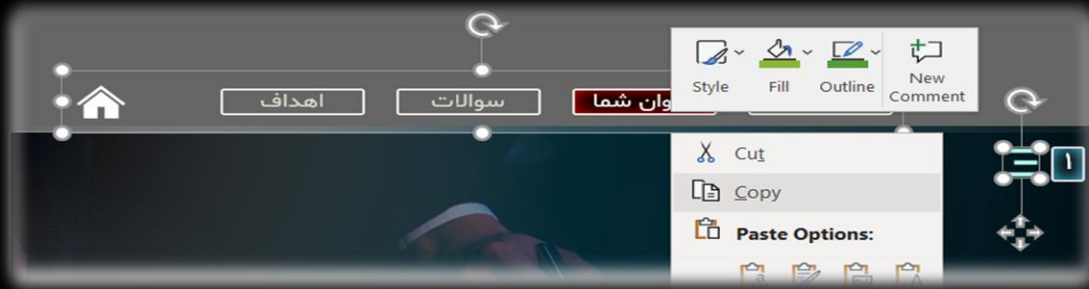 اهداف
سوالات
وان شما
Style
Fill
Outline
New
Comment
Cut
۱
Copy
Paste Options: